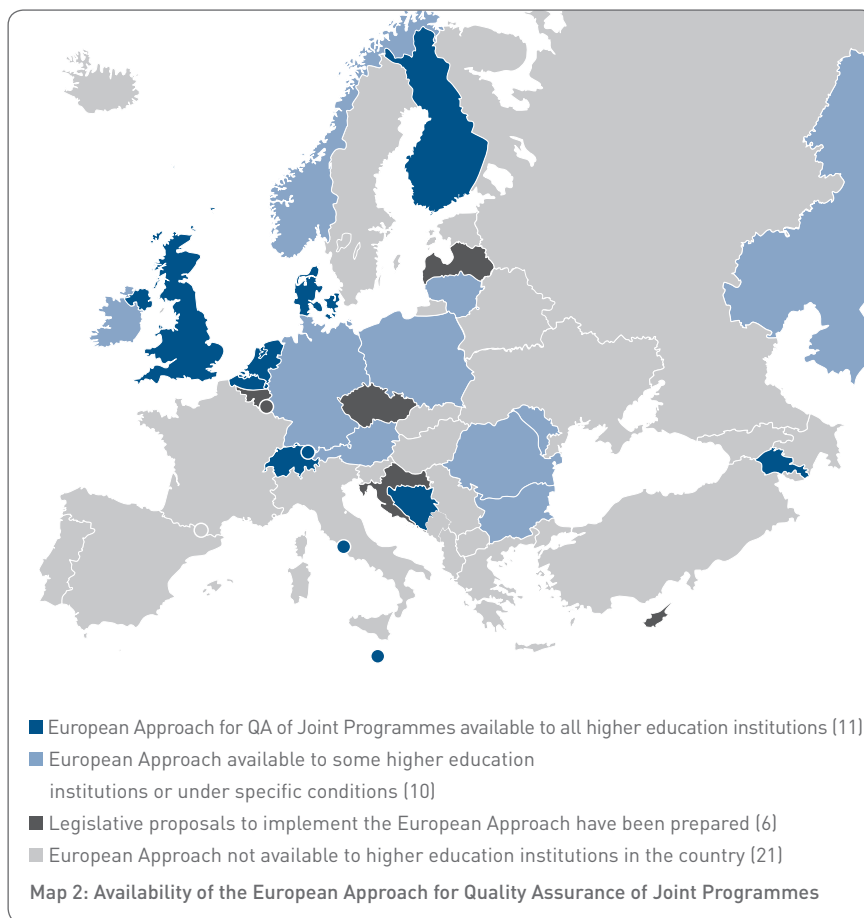 European Approach for QA of Joint Programmes available to all higher education institutions (11)
European Approach available to some higher education
institutions or under specific conditions (10)
Legislative proposals to implement the European Approach have been prepared (6)
European Approach not available to higher education institutions in the country (21)
Map 2: Availability of the European Approach for Quality Assurance of Joint Programmes